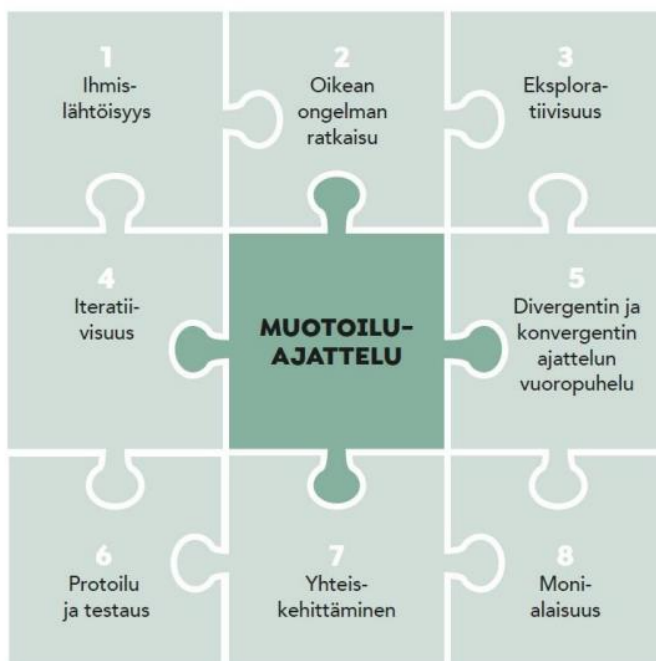 1
Ihmis-
lähtöisyys
2
Oikean
ongelman
ratkaisu
3
Eksplora-
tiivisuus
4
Iteratii-
visuus
MUOTOILU-
AJATTELU
5
Divergentin ja
konvergentin
ajattelun
vuoropuhelu
6
Protoilu
ja testaus
7
Yhteis-
kehittäminen
8
Moni-
alaisuus